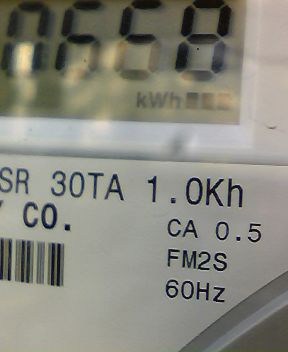 kWh
SR 30TA 1.0Kh
Y CO.
CA 0.5
FM2S
60Hz